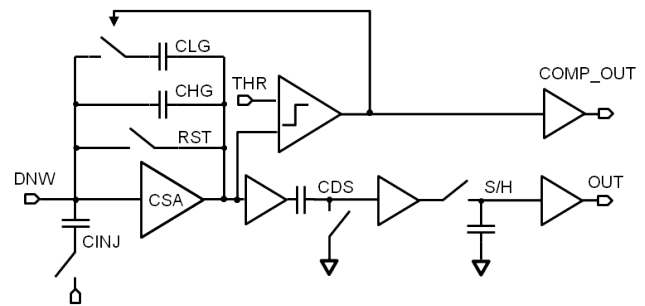 CLG
CHG
THR
COMP_OUT
RST
DNW
CSA
CDS
S/H
OUT
CINJ